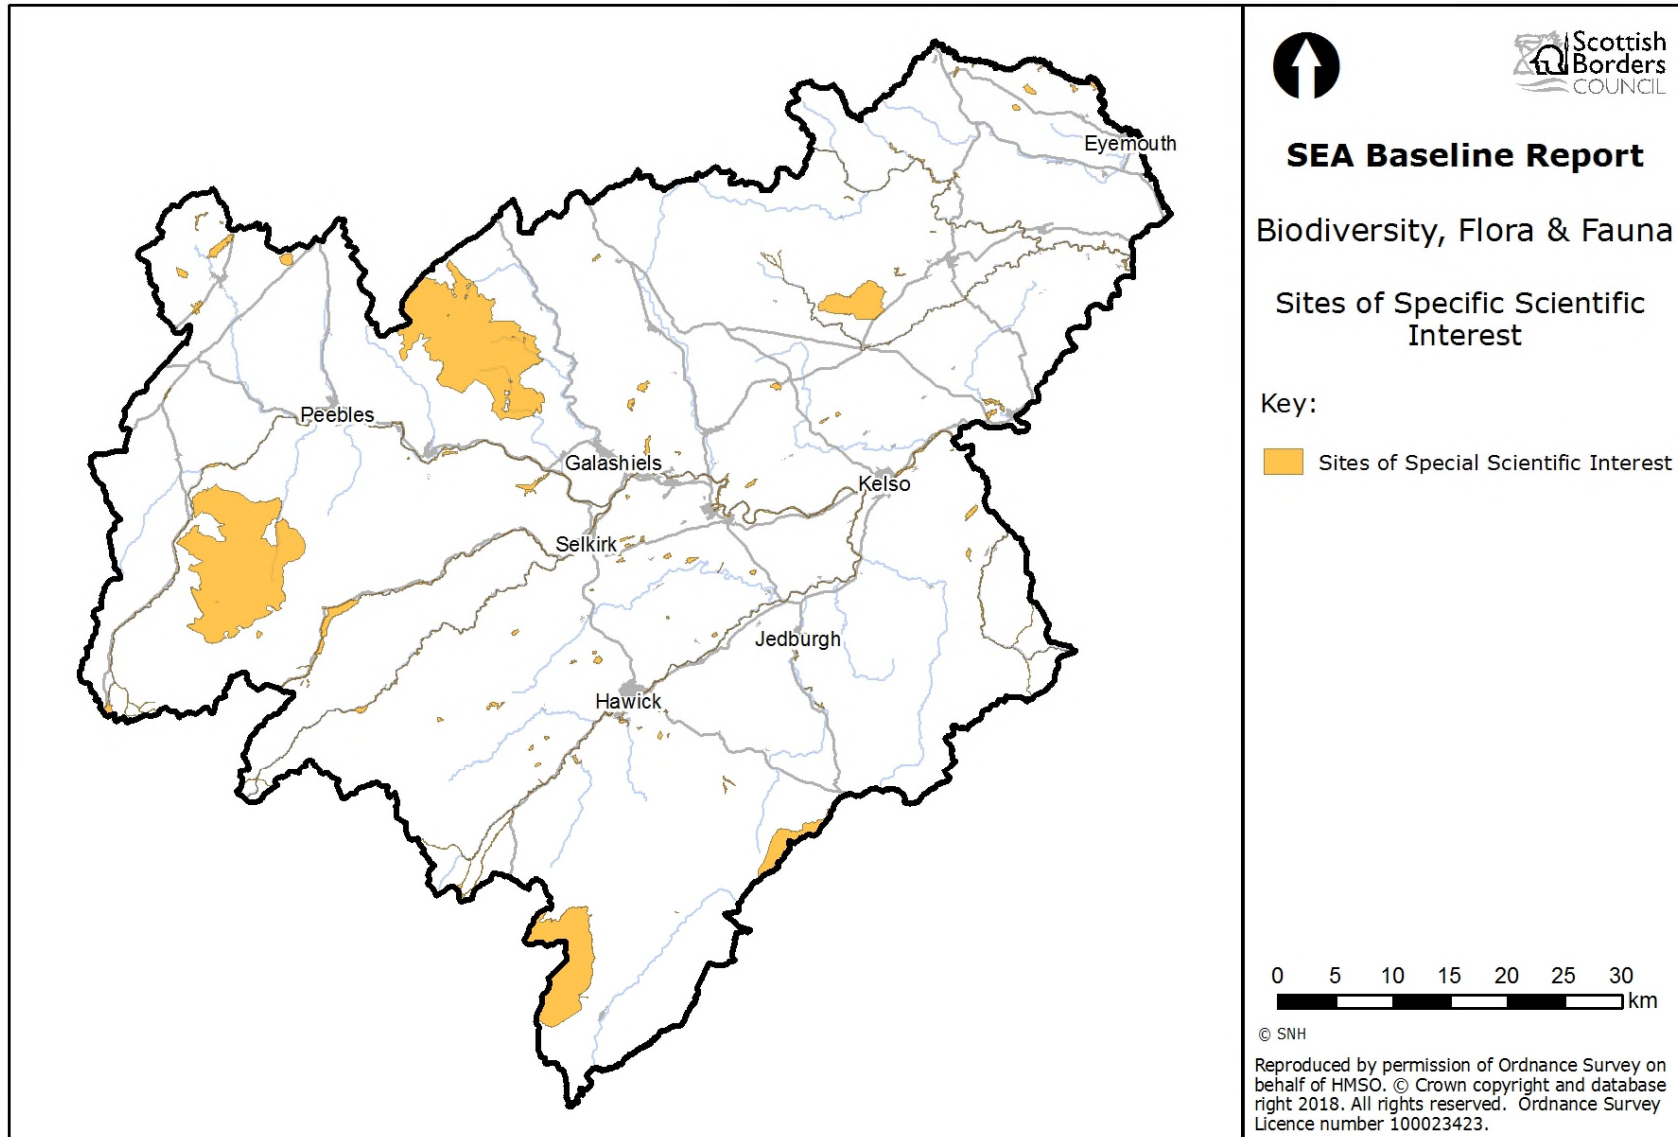 Eyemouth
Peebles
Galashiels
Kelso
Selkirk
Jedburgh
Hawick
Scottish
Borders
COUNCIL
SEA Baseline Report
Biodiversity, Flora & Fauna
Sites of Specific Scientific
Interest
Key:
Sites of Special Scientific Interest
0 5 10 15 20 30
km
© SNH
Reproduced by permission of Ordnance Survey on
behalf of HMSO. © Crown copyright and database
right 2018. All rights reserved. Ordnance Survey
Licence number 100023423.